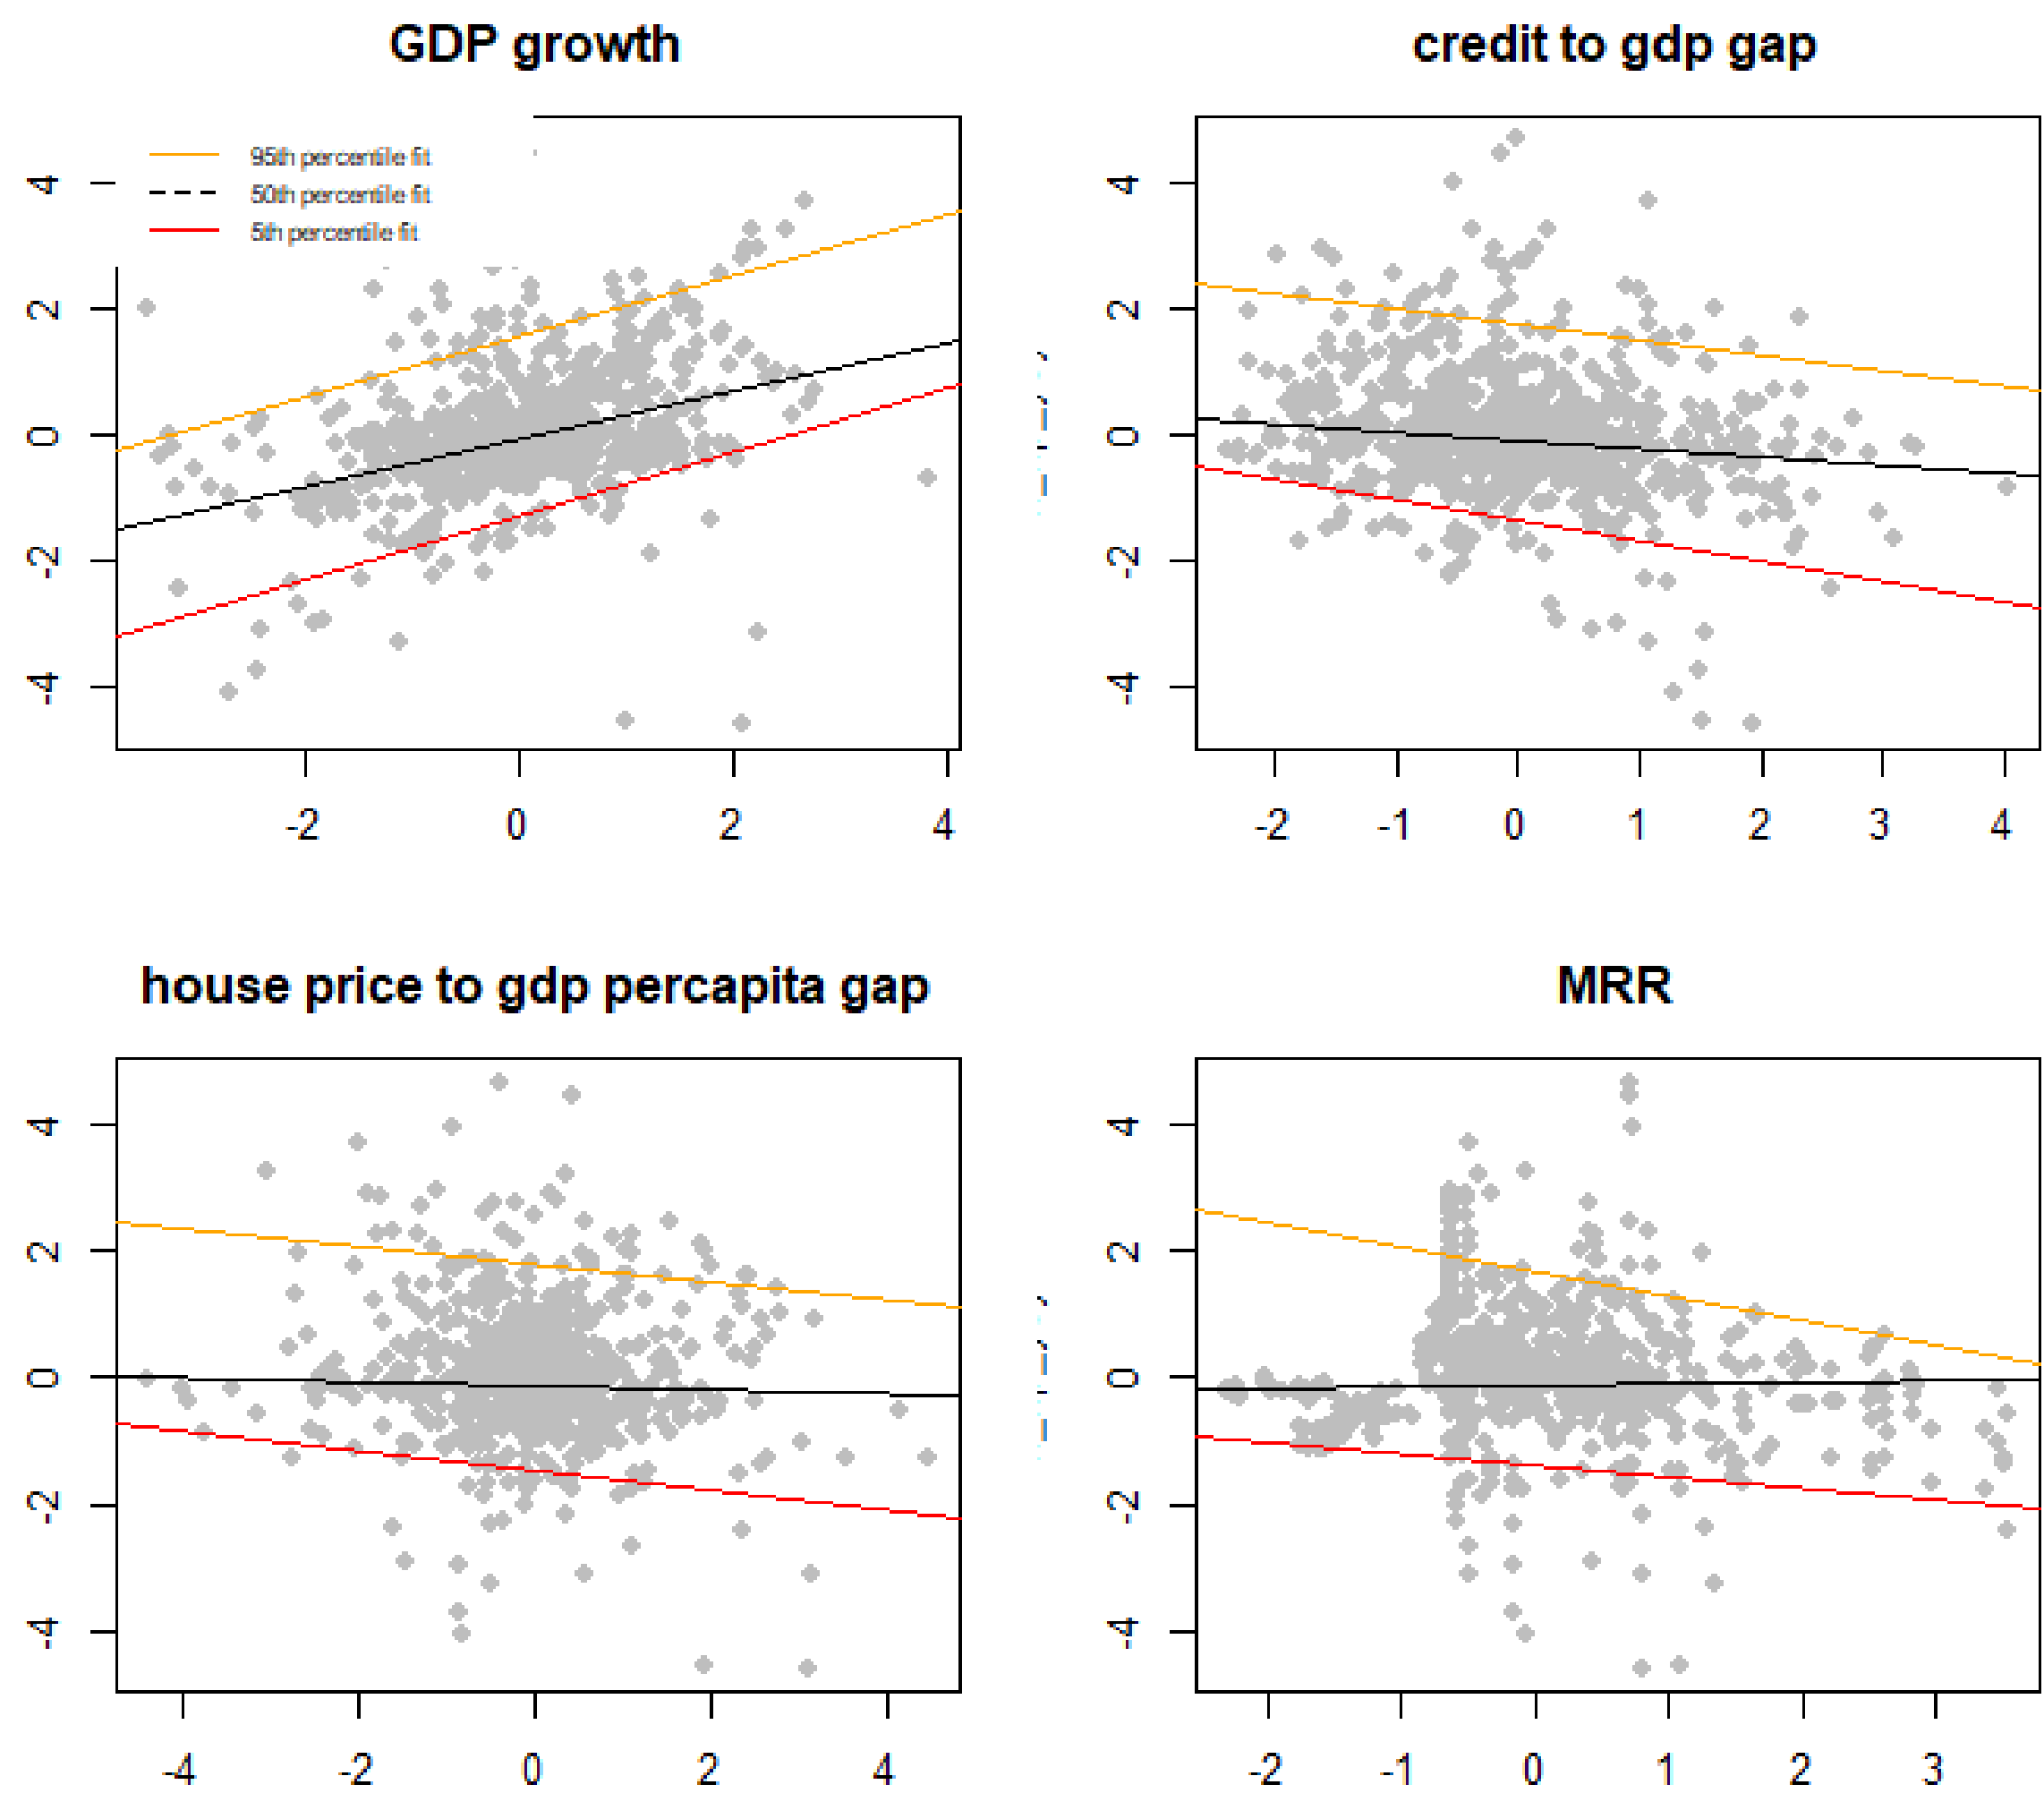 GDP growth
95th percentile fit
50th percentile fit
5th percentile fit
4
2
0
-2
-4
-2 0 2 4
credit to gdp gap
4
2
0
-2
-4
-2 -1 0 1 2 3 4
house price to gdp percapita gap
4
2
0
-2
-4
-4 -2 0 2 4
MRR
4
2
0
-2
-4
-2 -1 0 1 2 3